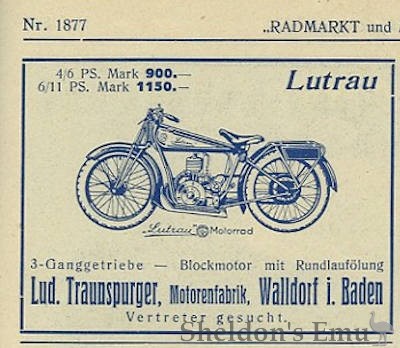 Nr. 1877 „RADMARKT und
4/6 PS. Mark 900.—
6/11 PS. Mark 1150.—
Lutrau
Lutrau
„Lutrau" Motorrad
3-Ganggetriebe — Blockmotor mit Rundlaufölung
Lud. Traunspurger, Motorenfabrik, Walldorf i. Baden
Vertreter gesucht.
Sheldon's Emu